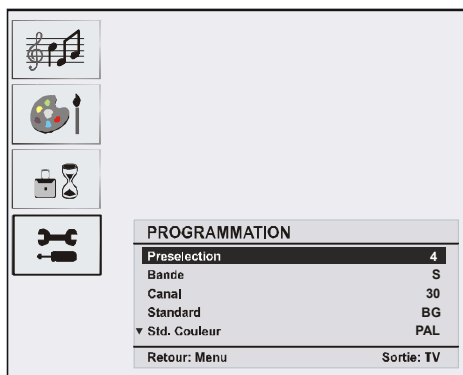 PROGRAMMATION
Preselection 4
Bande S
Canal 30
Standard BG
▼ Std. Couleur PAL
Retour: Menu Sortie: TV